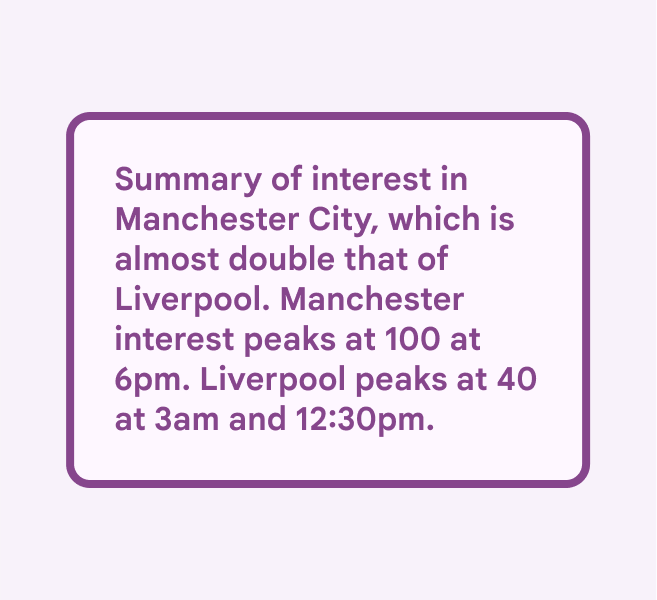 Summary of interest in
Manchester City, which is
almost double that of
Liverpool. Manchester
interest peaks at 100 at
6pm. Liverpool peaks at 40
at 3am and 12:30pm.